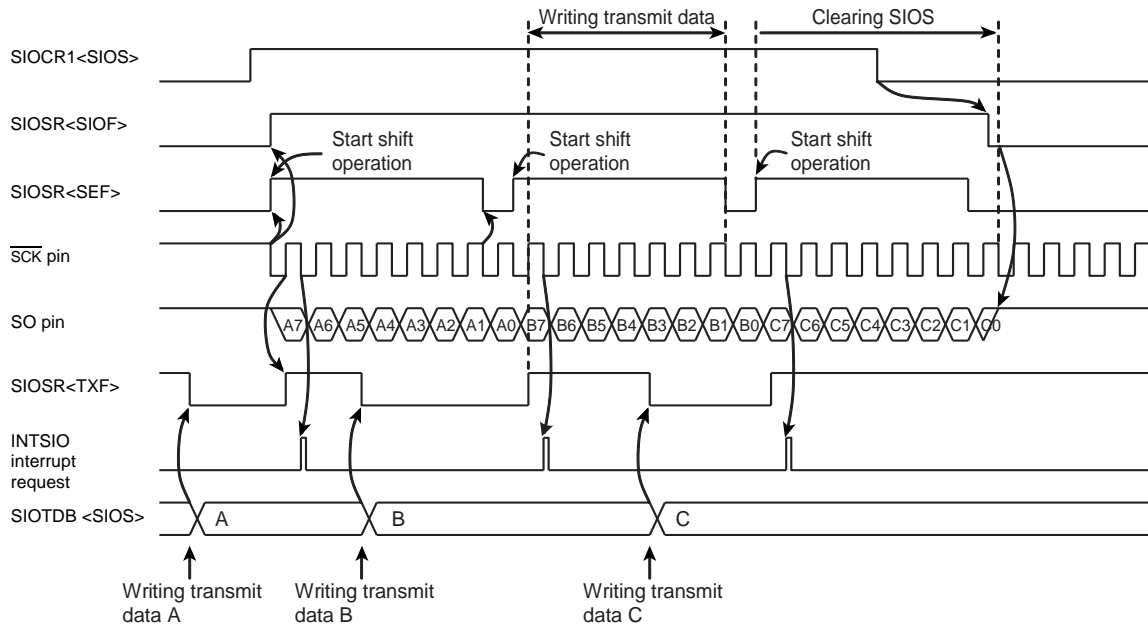 Writing transmit data
Clearing SIOS
SIOCR1<SIOS>
SIOSR<SIOF>
Start shift
operation
Start shift
operation
Start shift
operation
SIOSR<SEF>
SCK pin
SO pin
A7 A6 A5 A4 A3 A2 A1 A0 B7 B6 B5 B4 B3 B2 B1 B0 C7 C6 C5 C4 C3 C2 C1 C0
SIOSR<TXF>
INTSIO
interrupt
request
SIOTDB <SIOS>
A
B
C
Writing transmit
data A
Writing transmit
data B
Writing transmit
data C